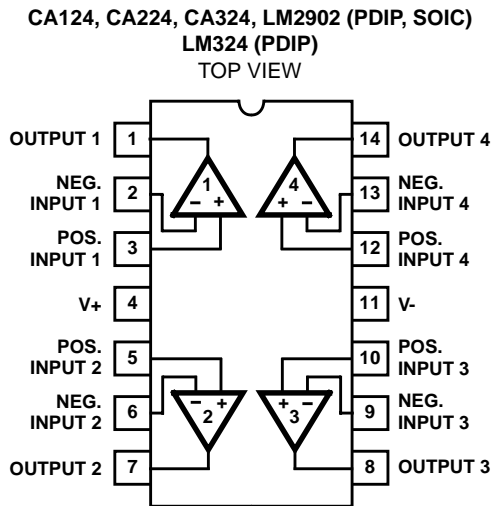 CA124, CA224, CA324, LM2902 (PDIP, SOIC)
LM324 (PDIP)
TOP VIEW
OUTPUT 1 1 14 OUTPUT 4
1 4
NEG.
INPUT 1 2 − + + − 13 NEG.
INPUT 4
POS.
INPUT 1 3 12 POS.
INPUT 4
V+ 4 11 V-
POS.
INPUT 2 5 10 POS.
INPUT 3
NEG.
INPUT 2 6 − + + − 9 NEG.
INPUT 3
2 3
OUTPUT 2 7 8 OUTPUT 3